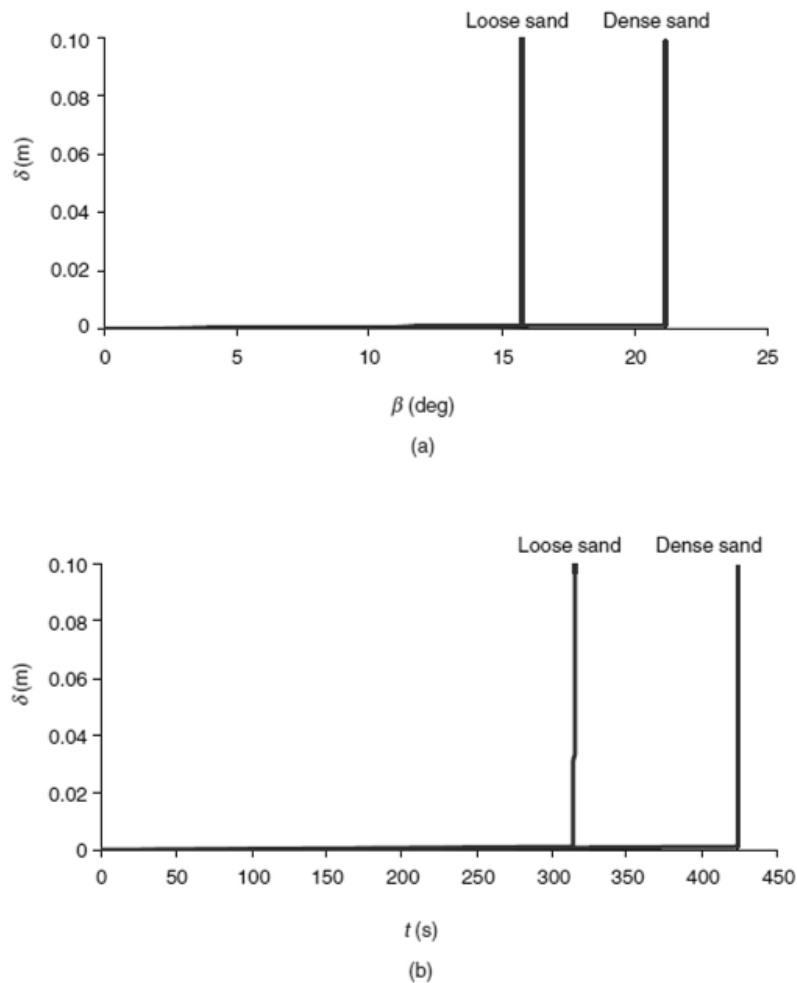 Loose sand Dense sand
0.10
0.08
0.06
0.04
0.02
0
δ (m)
0 5 10 15 20 25
β (deg)
(a)
Loose sand Dense sand
0.10
0.08
0.06
0.04
0.02
0
δ (m)
0 50 100 150 200 250 300 350 400 450
t (s)
(b)